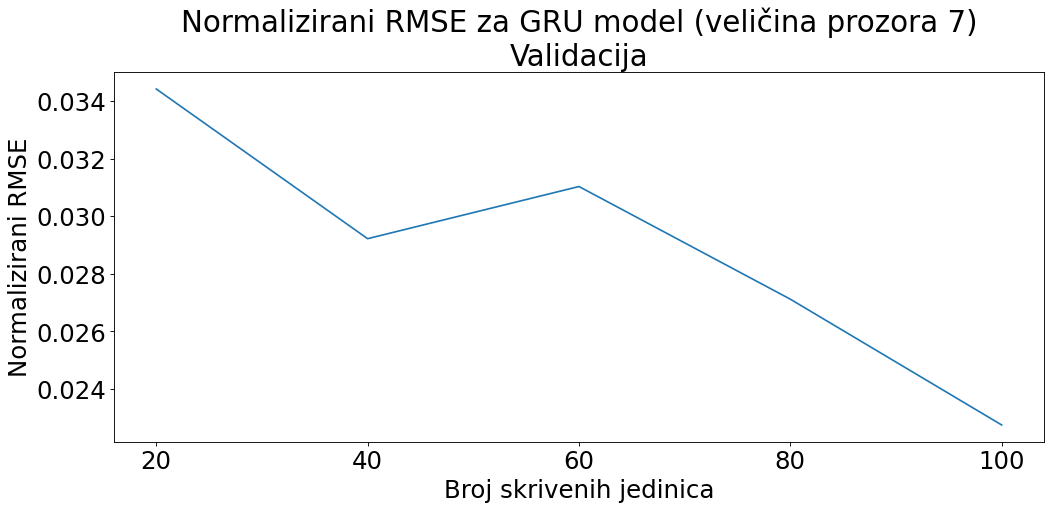 Normalizirani RMSE za GRU model (veličina prozora 7)
Validacija
Normalizirani RMSE
0.034
0.032
0.030
0.028
0.026
0.024
20 40 60 80 100
Broj skrivenih jedinica